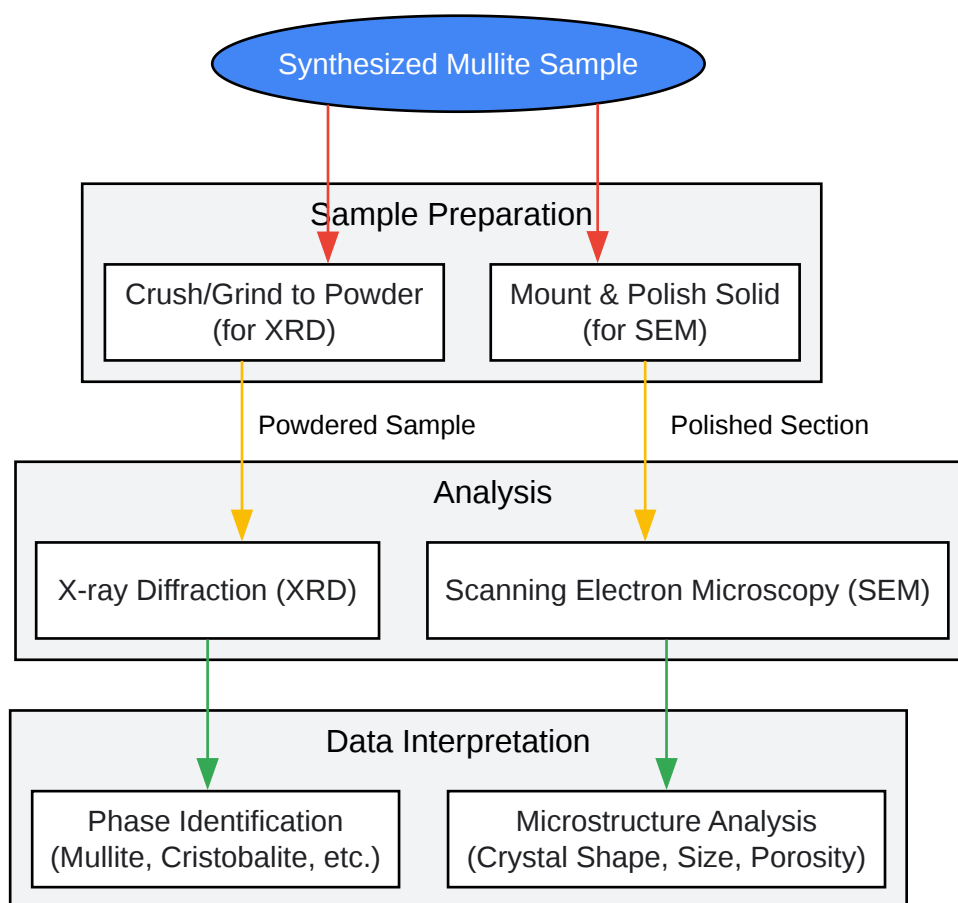 Synthesized Mullite Sample
Sample Preparation
Crush/Grind to Powder
(for XRD)
Mount & Polish Solid
(for SEM)
Powdered Sample
Polished Section
Analysis
X-ray Diffraction (XRD)
Scanning Electron Microscopy (SEM)
Data Interpretation
Phase Identification
(Mullite, Cristobalite, etc.)
Microstructure Analysis
(Crystal Shape, Size, Porosity)